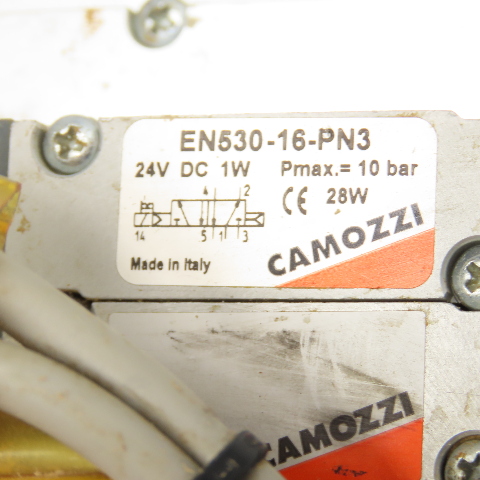 EN530-16-PN3
24V DC 1W Pmax.= 10 bar
4 2
CE 28W
14 5 1 3
Made in Italy
CAMOZZI
CAMOZZI